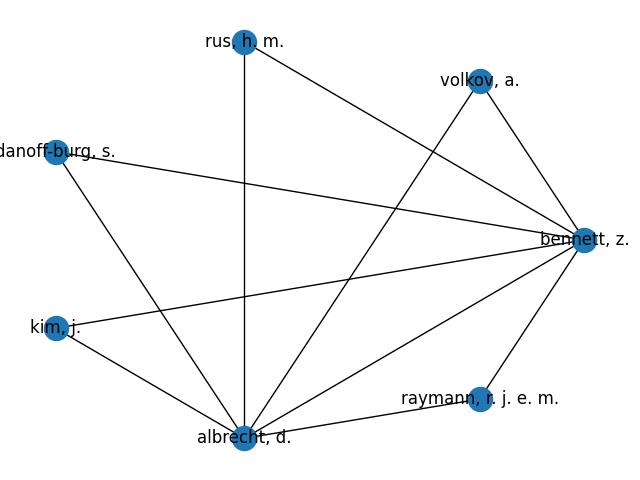 rus, h. m.
volkov, a.
danoff-burg, s.
bennett, z.
kim, j.
raymann, r. j. e. m.
albrecht, d.